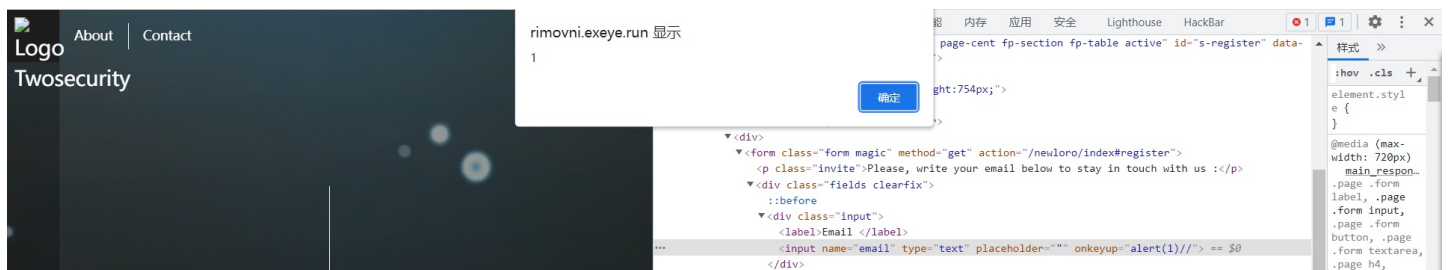 Logo
Twosecurity
About
Contact
rimovni.exeye.run 显示
1
确定
能 内存 应用 安全 Lighthouse HackBar
1
1
page-cent fp-section fp-table active" id="s-register" data-
">
ght:754px;">
>
▼<div>
▼<form class="form magic" method="get" action="/newloro/index#register">
<p class="invite">Please, write your email below to stay in touch with us :</p>
▼<div class="fields clearfix">
::before
▼<div class="input">
<label>Email </label>
<input name="email" type="text" placeholder="" onkeyup="alert(1)//"> == $0
</div>
样式 »
:hov .cls +
element.styl
e {
}
@media (max-
width: 720px)
main_respon…
.page .form
label, .page
.form input,
.page .form
button, .page
.form textarea,
.page h4,